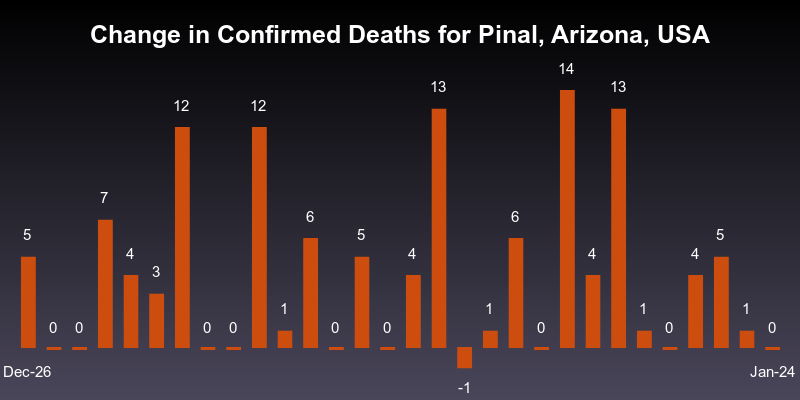 Change in Confirmed Deaths for Pinal, Arizona, USA
5 0 0 7 4 3 12 0 0 12 1 6 0 5 0 4 13 -1 1 6 0 14 4 13 1 0 4 5 1 0
Dec-26 Jan-24